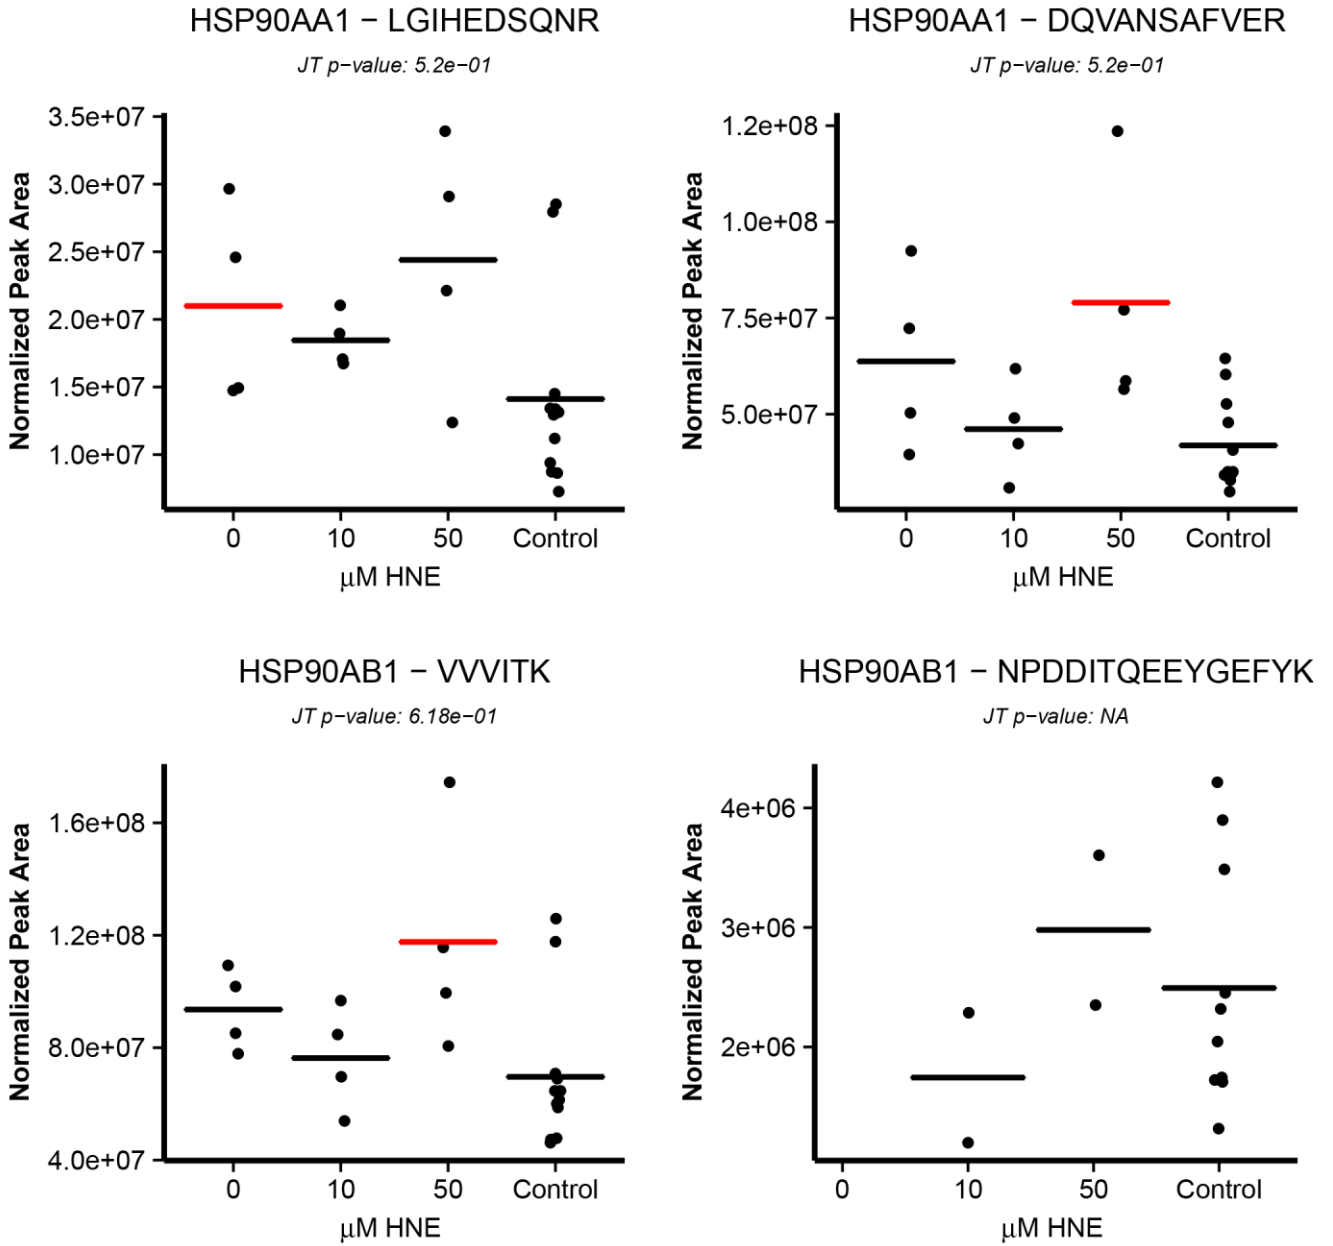 HSP90AA1 − LGIHEDSQNR
JT p−value: 5.2e−01
Normalized Peak Area
3.5e+07
3.0e+07
2.5e+07
2.0e+07
1.5e+07
1.0e+07
0 10 50 Control
μM HNE
HSP90AA1 − DQVANSAFVER
JT p−value: 5.2e−01
Normalized Peak Area
1.2e+08
1.0e+08
7.5e+07
5.0e+07
0 10 50 Control
μM HNE
HSP90AB1 − VVVITK
JT p−value: 6.18e−01
Normalized Peak Area
1.6e+08
1.2e+08
8.0e+07
4.0e+07
0 10 50 Control
μM HNE
HSP90AB1 − NPDDITQEEYGEFYK
JT p−value: NA
Normalized Peak Area
4e+06
3e+06
2e+06
0 10 50 Control
μM HNE